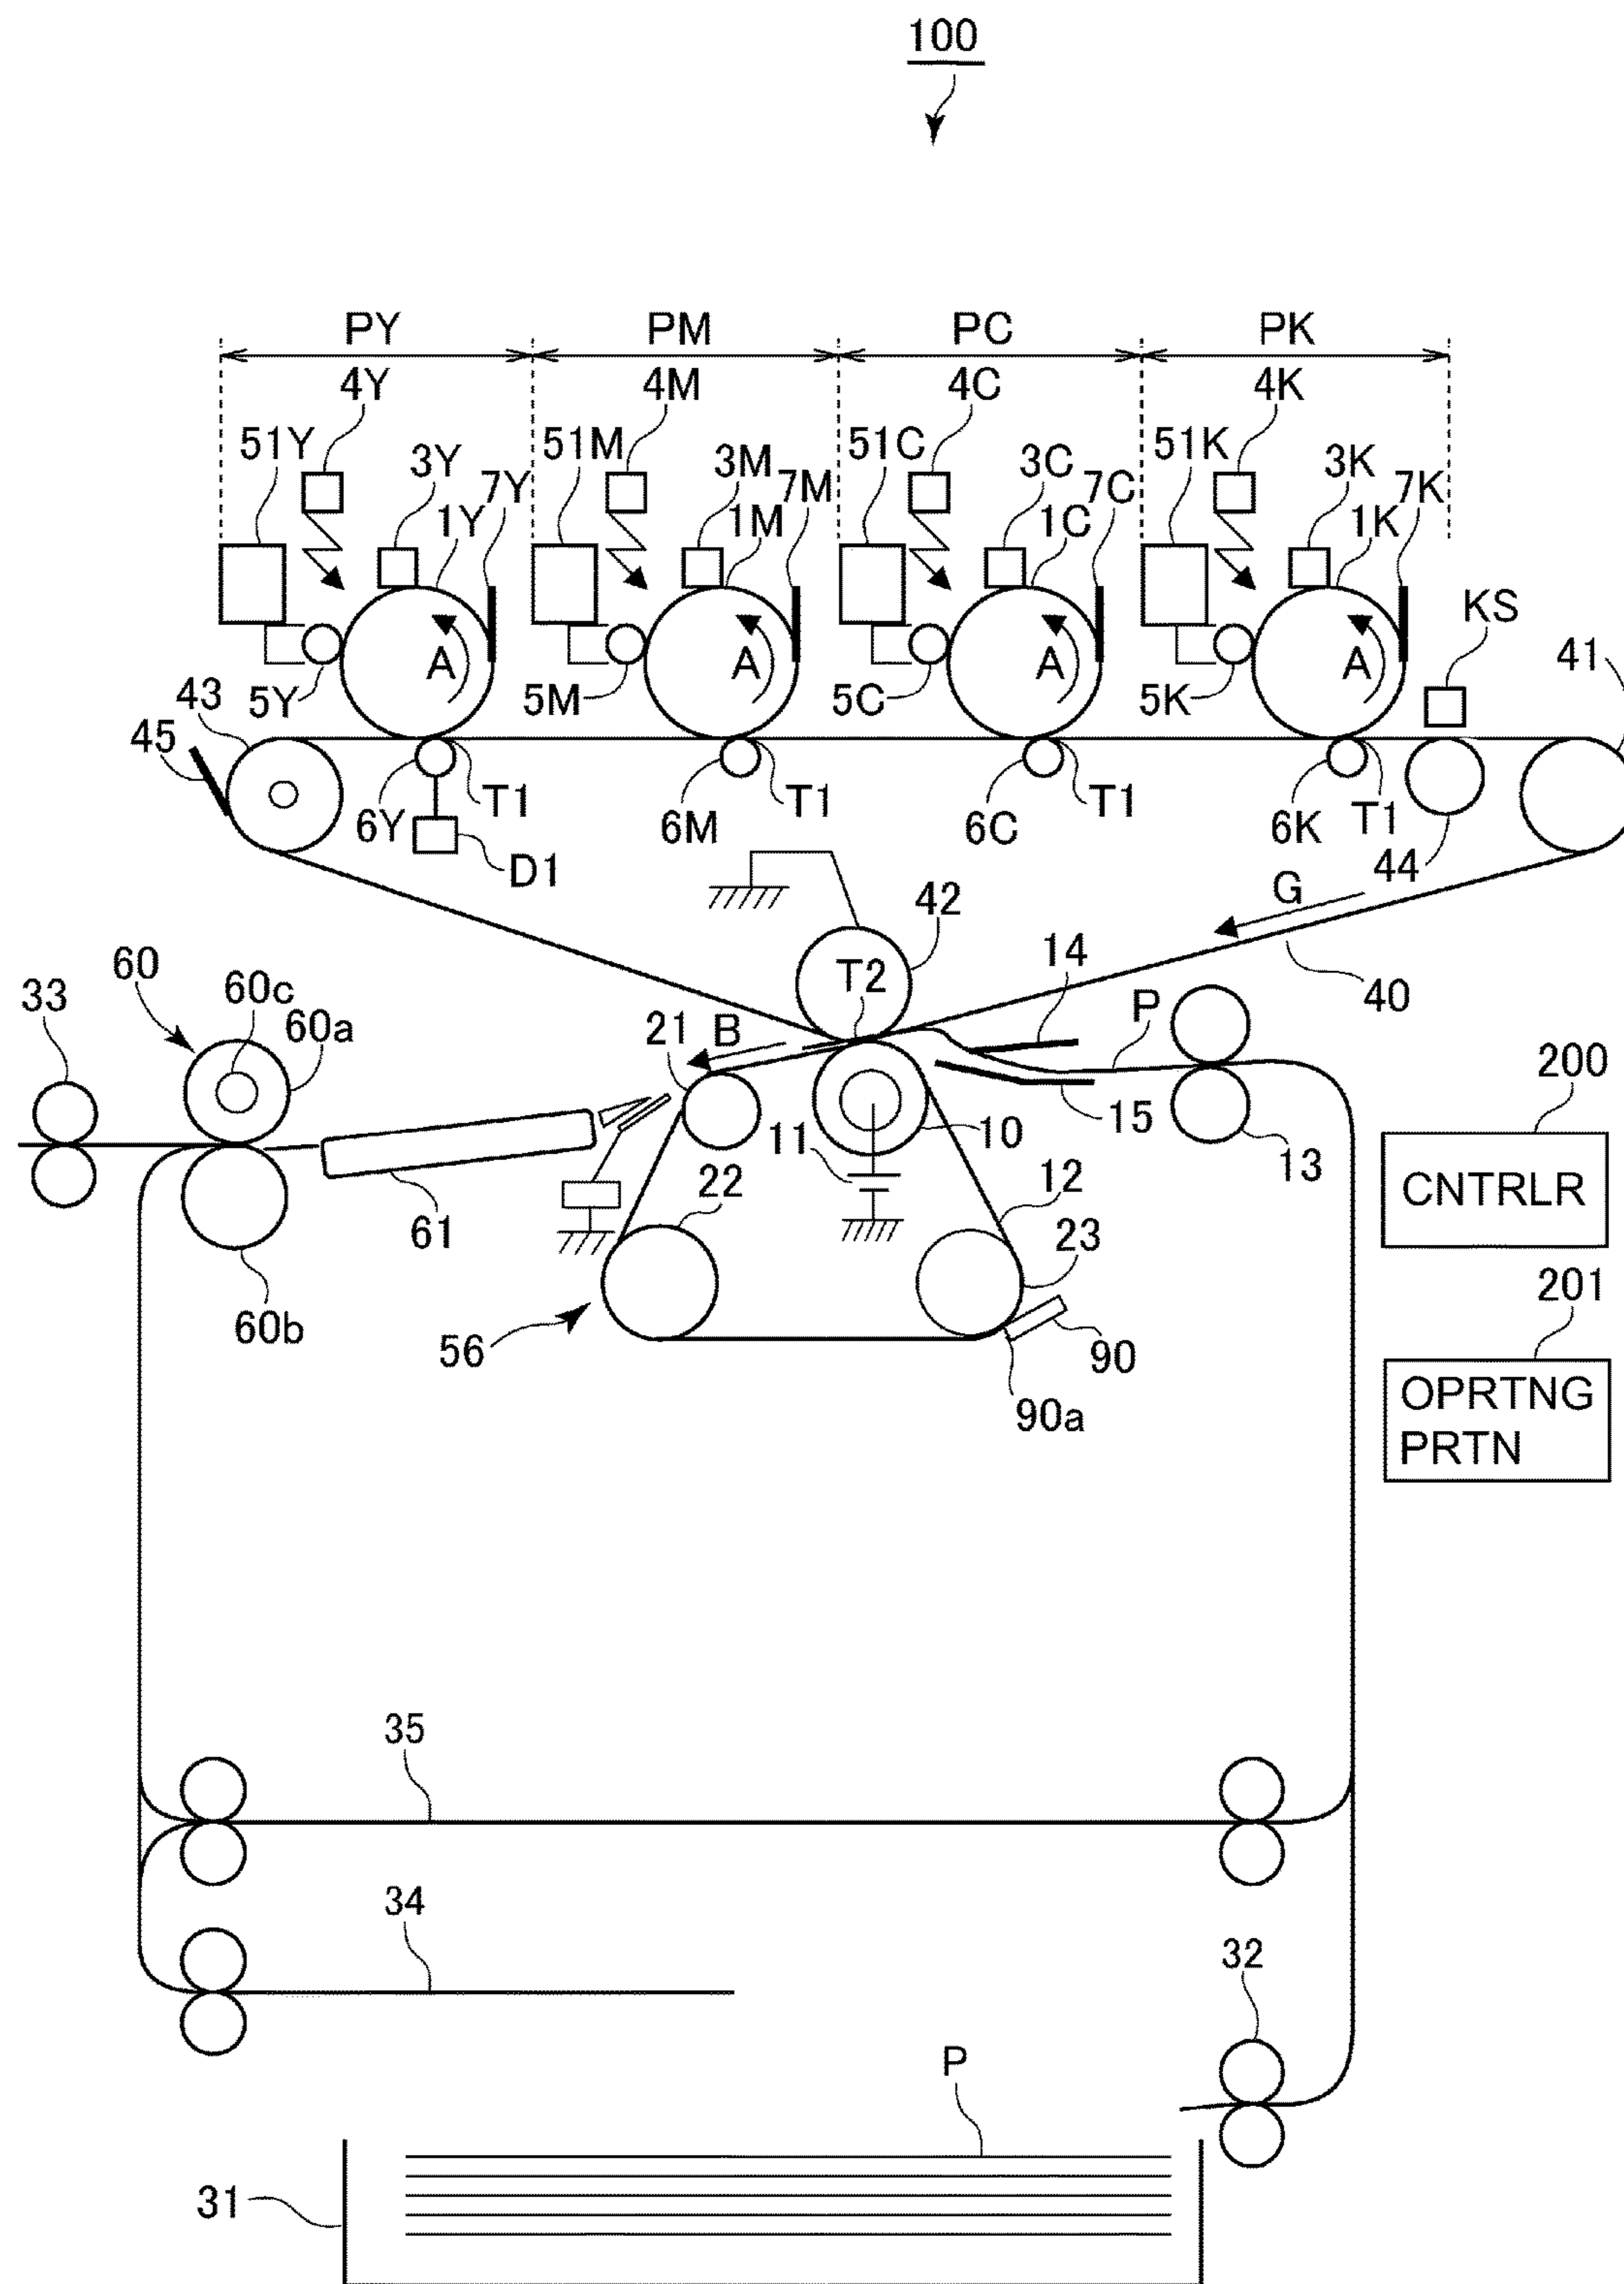 100
PY PM PC PK
4Y 4M 4C 4K
51Y 3Y 7Y 51M 3M 7M 51C 3C 7C 51K 3K 7K
1Y 1M 1C 1K
KS
41
A A A A
43 5Y 5M 5C 5K
45
6Y T1 6M T1 6C T1 6K T1
D1 44
G
42
14
60 60c T2 P 40
33 60a 21 B
200
11 10 15 13
CNTRLR
61 22 12
23
201
60b 56 90
OPRTNG
PRTN
90a
35
34
32
P
31